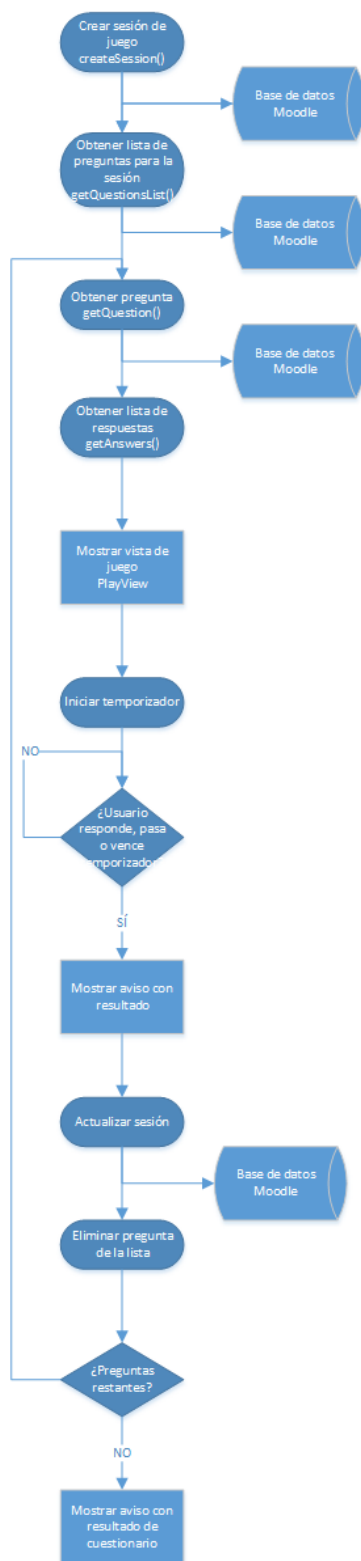 Crear sesión de
juego
createSession()
Base de datos
Moodle
Obtener lista de
preguntas para la
sesión
getQuestionsList()
Base de datos
Moodle
Obtener pregunta
getQuestion()
Base de datos
Moodle
Obtener lista de
respuestas
getAnswers()
Mostrar vista de
juego
PlayView
Iniciar temporizador
NO
¿Usuario
responde, pasa
o vence
temporizador?
SÍ
Mostrar aviso con
resultado
Actualizar sesión
Base de datos
Moodle
Eliminar pregunta
de la lista
¿Preguntas
restantes?
NO
Mostrar aviso con
resultado de
cuestionario